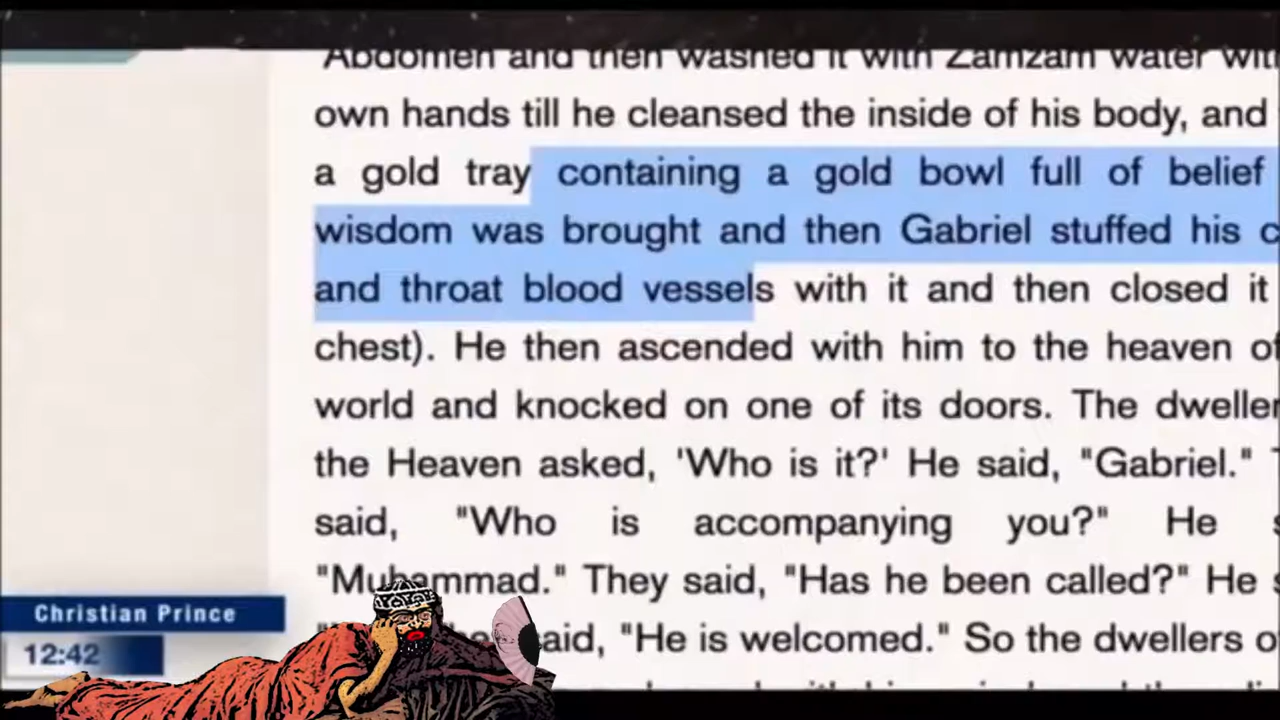 Abdomen and then washed it with Zamzam water with
own hands till he cleansed the inside of his body, and
a gold tray containing a gold bowl full of belief
wisdom was brought and then Gabriel stuffed his
and throat blood vessels with it and then closed it
chest). He then ascended with him to the heaven of
world and knocked on one of its doors. The
the Heaven asked, 'Who is it?' He said, "Gabriel."
said, "Who is accompanying you?" He
"Muhammad." They said, "Has he been called?" He
said, "He is welcomed." So the dwellers
Christian Prince
12:42